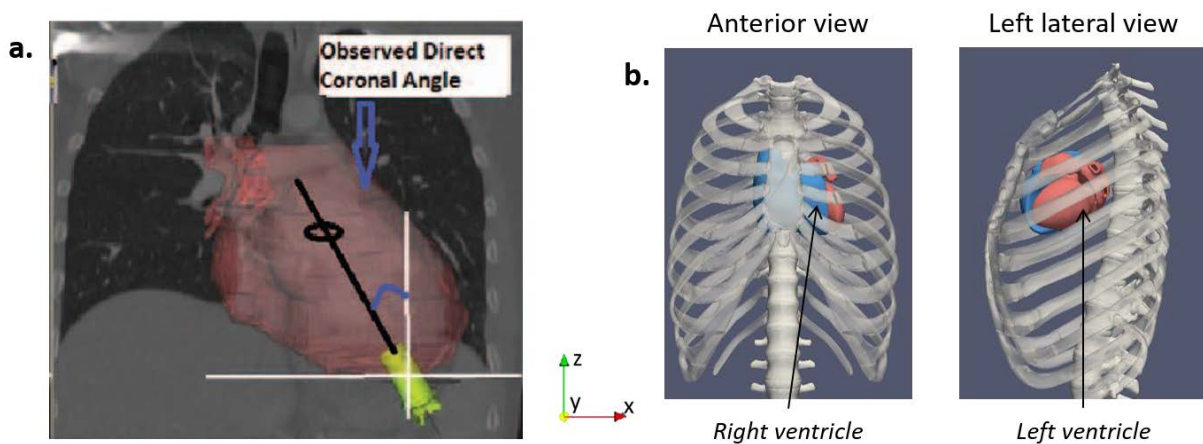 a.
Observed Direct
Coronal Angle
z
y
x
b.
Anterior view
Left lateral view
Right ventricle
Left ventricle